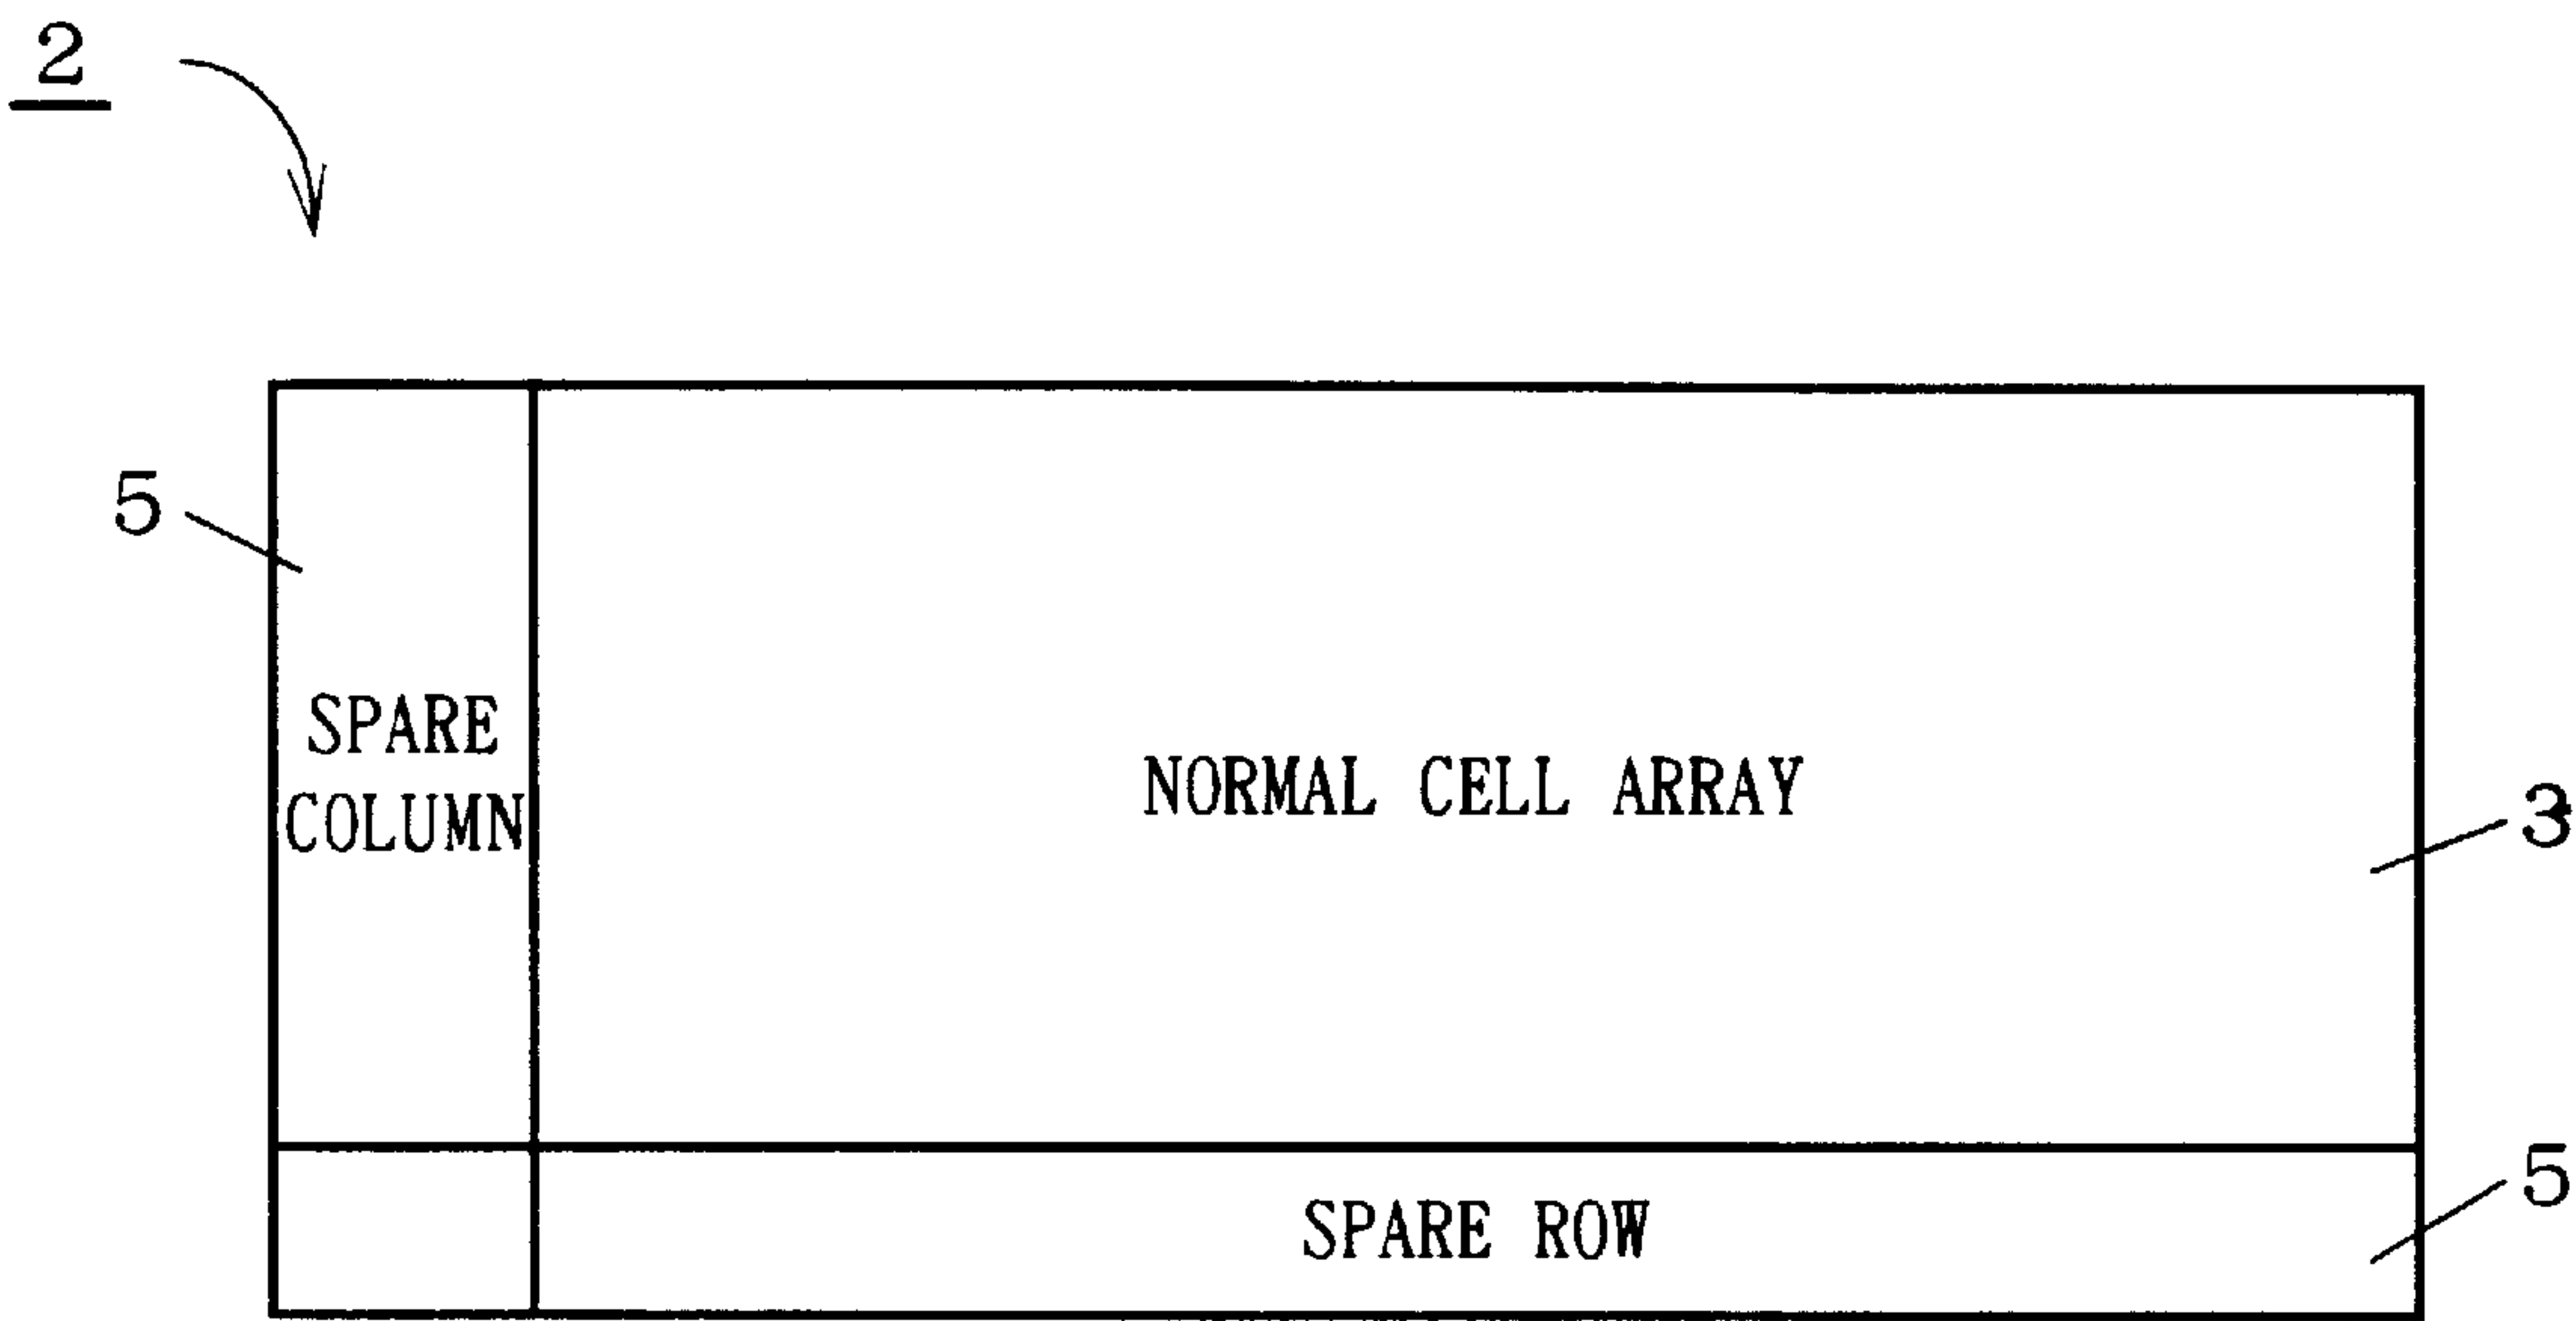 2
5
SPARE
COLUMN
NORMAL CELL ARRAY
3
5
SPARE ROW